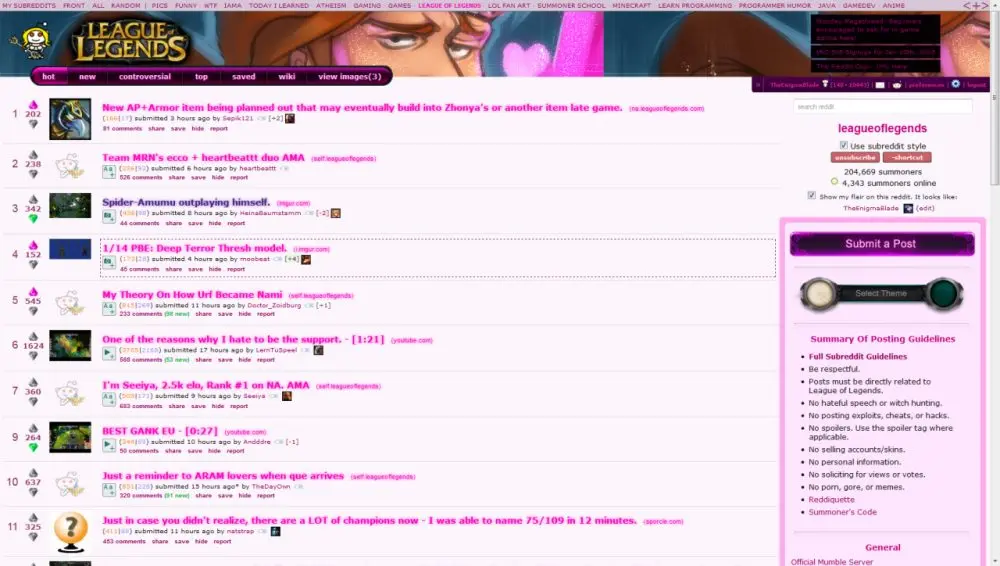 MY SUBREDDITS FRONT ALL RANDOM | PICS FUNNY WTF IAMA TODAY I LEARNED ATHEISM GAMING GAMES LEAGUE OF LEGENDS LOL FAN ART SUMMONER SCHOOL MINECRAFT LEARN PROGRAMMING PROGRAMMER HUMOR JAVA GAMEDEV ANIME <+>
LEAGUE OF LEGENDS
hot new controversial top saved wiki view images(3)
TheEnigmaBlade | preferences | logout
search reddit
leagueoflegends
Use subreddit style
unsubscribe -shortcut
204,669 summoners
4,343 summoners online
Show my flair on this reddit. It looks like:
TheEnigmaBlade (edit)
Submit a Post
Select Theme
Summary Of Posting Guidelines
Full Subreddit Guidelines
Be respectful.
Posts must be directly related to
League of Legends.
No hateful speech or witch hunting.
No posting exploits, cheats, or hacks.
No spoilers. Use the spoiler tag where
applicable.
No selling accounts/skins.
No personal information.
No soliciting for views or votes.
No porn, gore, or memes.
Reddiquette
Summoner's Code
General
Official Mumble Server
1 202 New AP+Armor item being planned out that may eventually build into Zhonya's or another item late game. (na.leagueoflegends.com)
submitted 3 hours ago by Sepik121 [+2]
81 comments share save hide report
2 238 Team MRN's ecco + heartbeattt duo AMA (self.leagueoflegends)
submitted 6 hours ago by heartbeattt
526 comments share save hide report
3 342 Spider-Amumu outplaying himself. (imgur.com)
submitted 8 hours ago by HeinaBaumstamm [-2]
44 comments share save hide report
4 152 1/14 PBE: Deep Terror Thresh model. (i.imgur.com)
submitted 4 hours ago by moobeat [+4]
45 comments share save hide report
5 545 My Theory On How Urf Became Nami (self.leagueoflegends)
submitted 11 hours ago by Doctor_Zoidburg [+1]
233 comments (98 new) share save hide report
6 1624 One of the reasons why I hate to be the support. - [1:21] (youtube.com)
submitted 17 hours ago by LernTuSpeel
568 comments (53 new) share save hide report
7 360 I'm Seeiya, 2.5k elo, Rank #1 on NA. AMA (self.leagueoflegends)
submitted 9 hours ago by Seeiya
683 comments share save hide report
9 264 BEST GANK EU - [0:27] (youtube.com)
submitted 10 hours ago by Andddre [-1]
50 comments share save hide report
10 637 Just a reminder to ARAM lovers when que arrives (self.leagueoflegends)
submitted 15 hours ago* by TheDayOwn
329 comments (91 new) share save hide report
11 325 Just in case you didn't realize, there are a LOT of champions now - I was able to name 75/109 in 12 minutes. (sporcle.com)
submitted 11 hours ago by natstrap
453 comments share save hide report